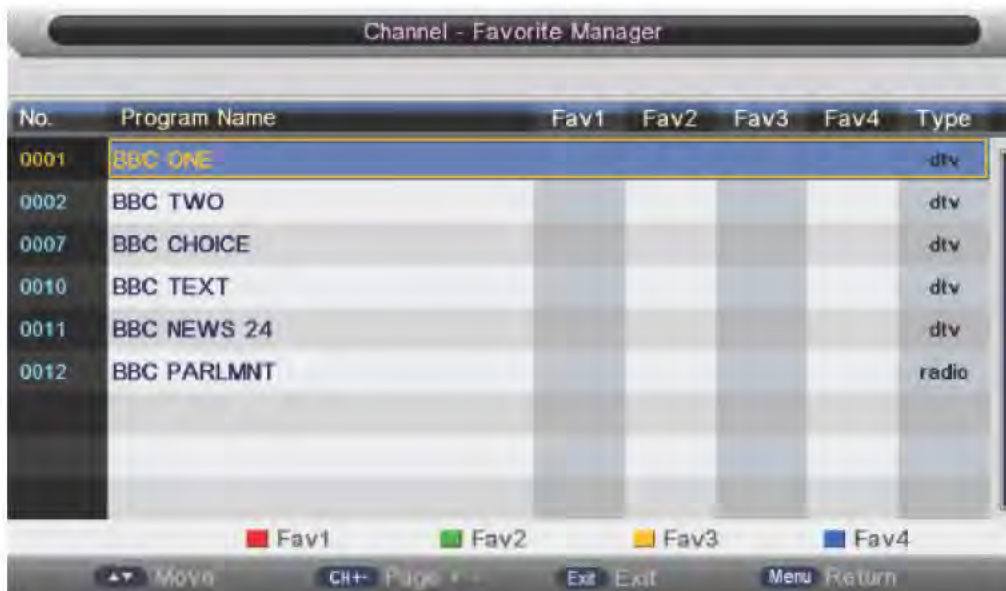 Channel - Favorite Manager
No. Program Name Fav1 Fav2 Fav3 Fav4 Type
0001 BBC ONE dtv
0002 BBC TWO dtv
0007 BBC CHOICE dtv
0010 BBC TEXT dtv
0011 BBC NEWS 24 dtv
0012 BBC PARLMNT radio
Fav1 Fav2 Fav3 Fav4
▲▼ Move CH+- Page + - Exit Exit Menu Return